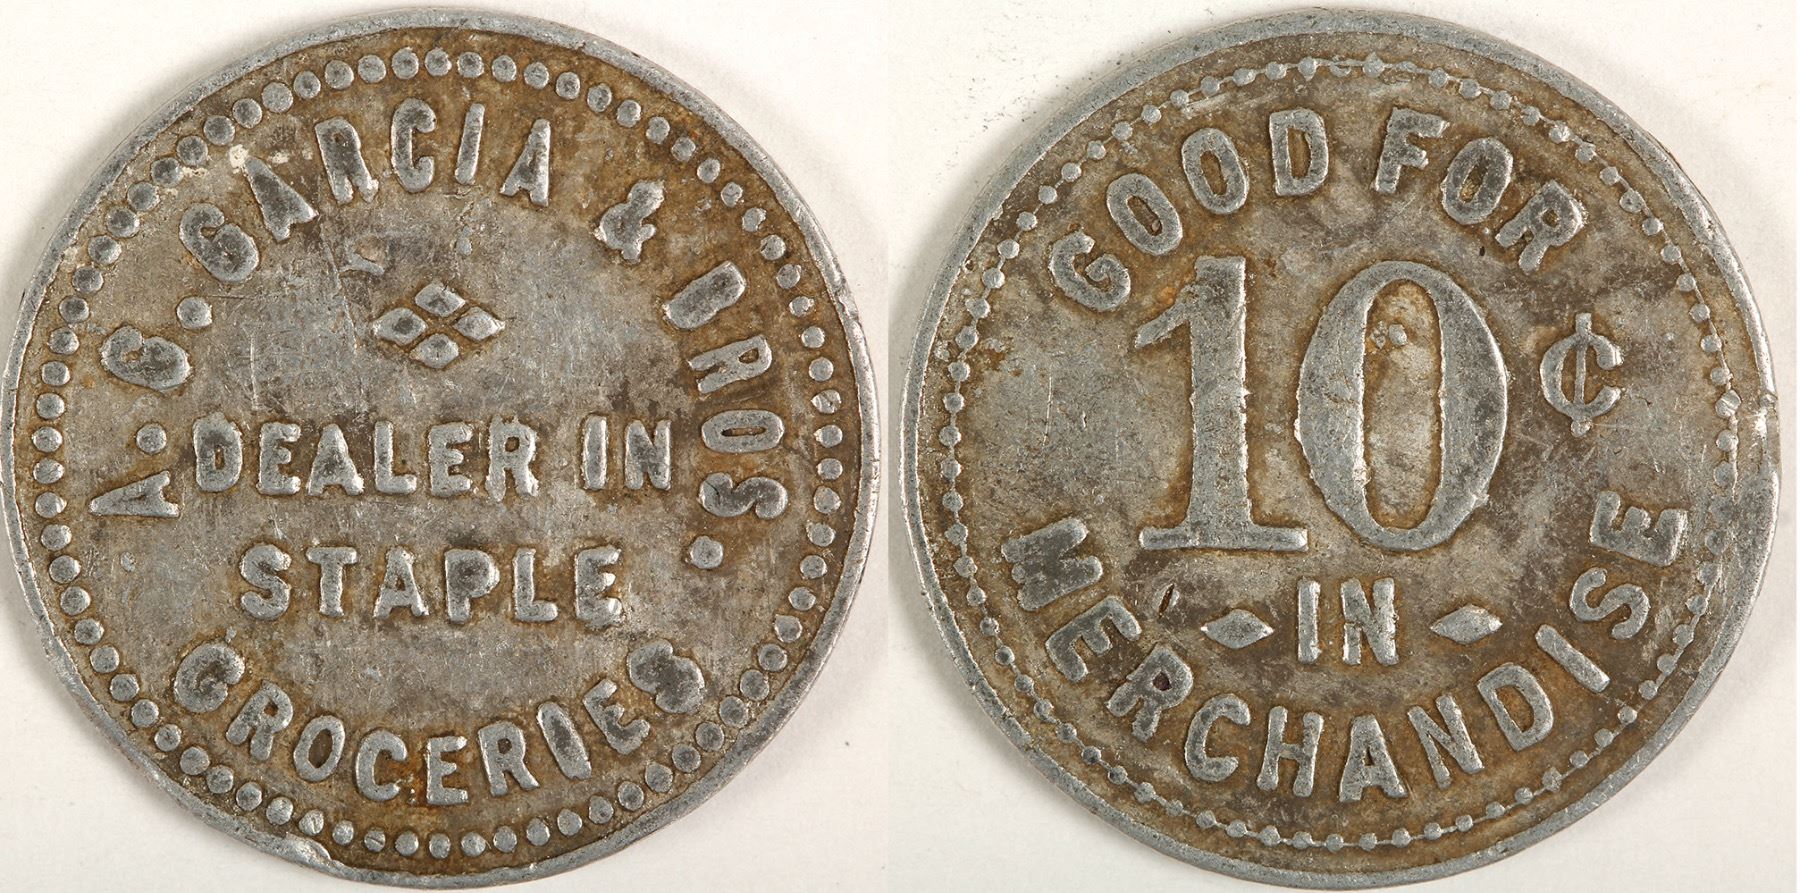 A.G. GARCIA & BROS.
DEALER IN
STAPLE
GROCERIES
GOOD FOR
10 ¢
IN
MERCHANDISE